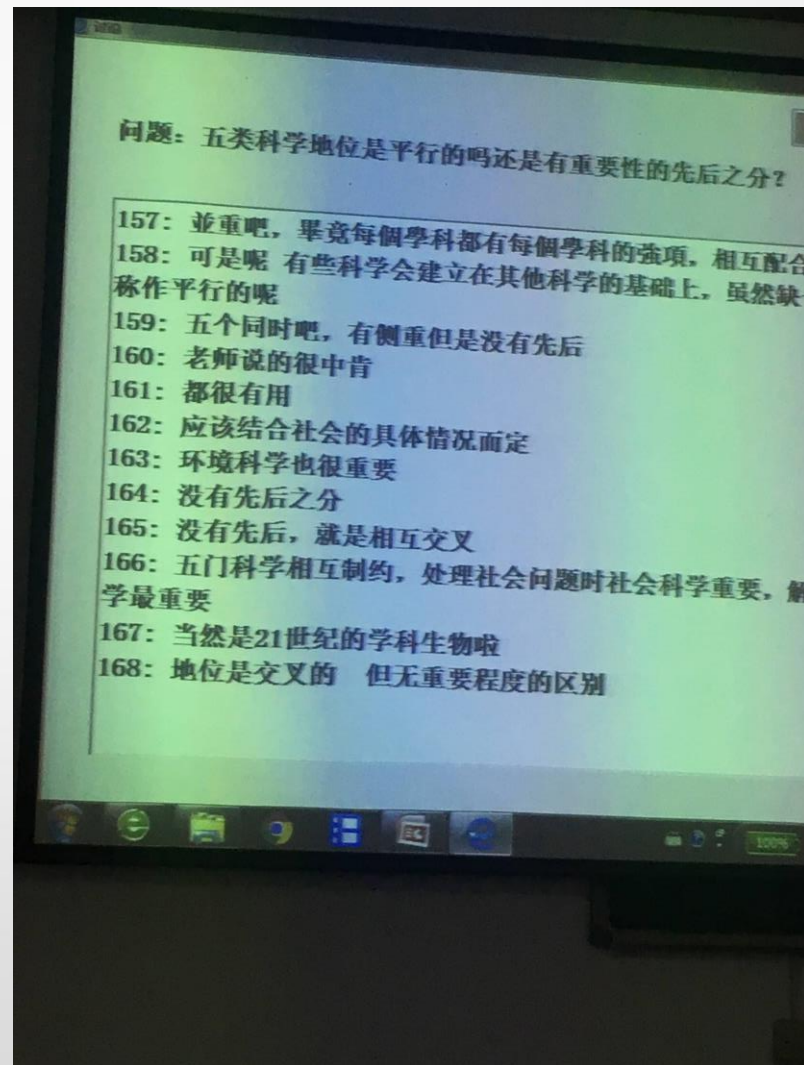 讨论
问题：五类科学地位是平行的吗还是有重要性的先后之分？
157: 並重吧，畢竟每個學科都有每個學科的強項，相互配合
158: 可是呢 有些科学会建立在其他科学的基础上，虽然缺
称作平行的呢
159: 五个同时吧，有侧重但是没有先后
160: 老师说的很中肯
161: 都很有用
162: 应该结合社会的具体情况而定
163: 环境科学也很重要
164: 没有先后之分
165: 没有先后，就是相互交叉
166: 五门科学相互制约，处理社会问题时社会科学重要，解
学最重要
167: 当然是21世纪的学科生物啦
168: 地位是交叉的 但无重要程度的区别
100%